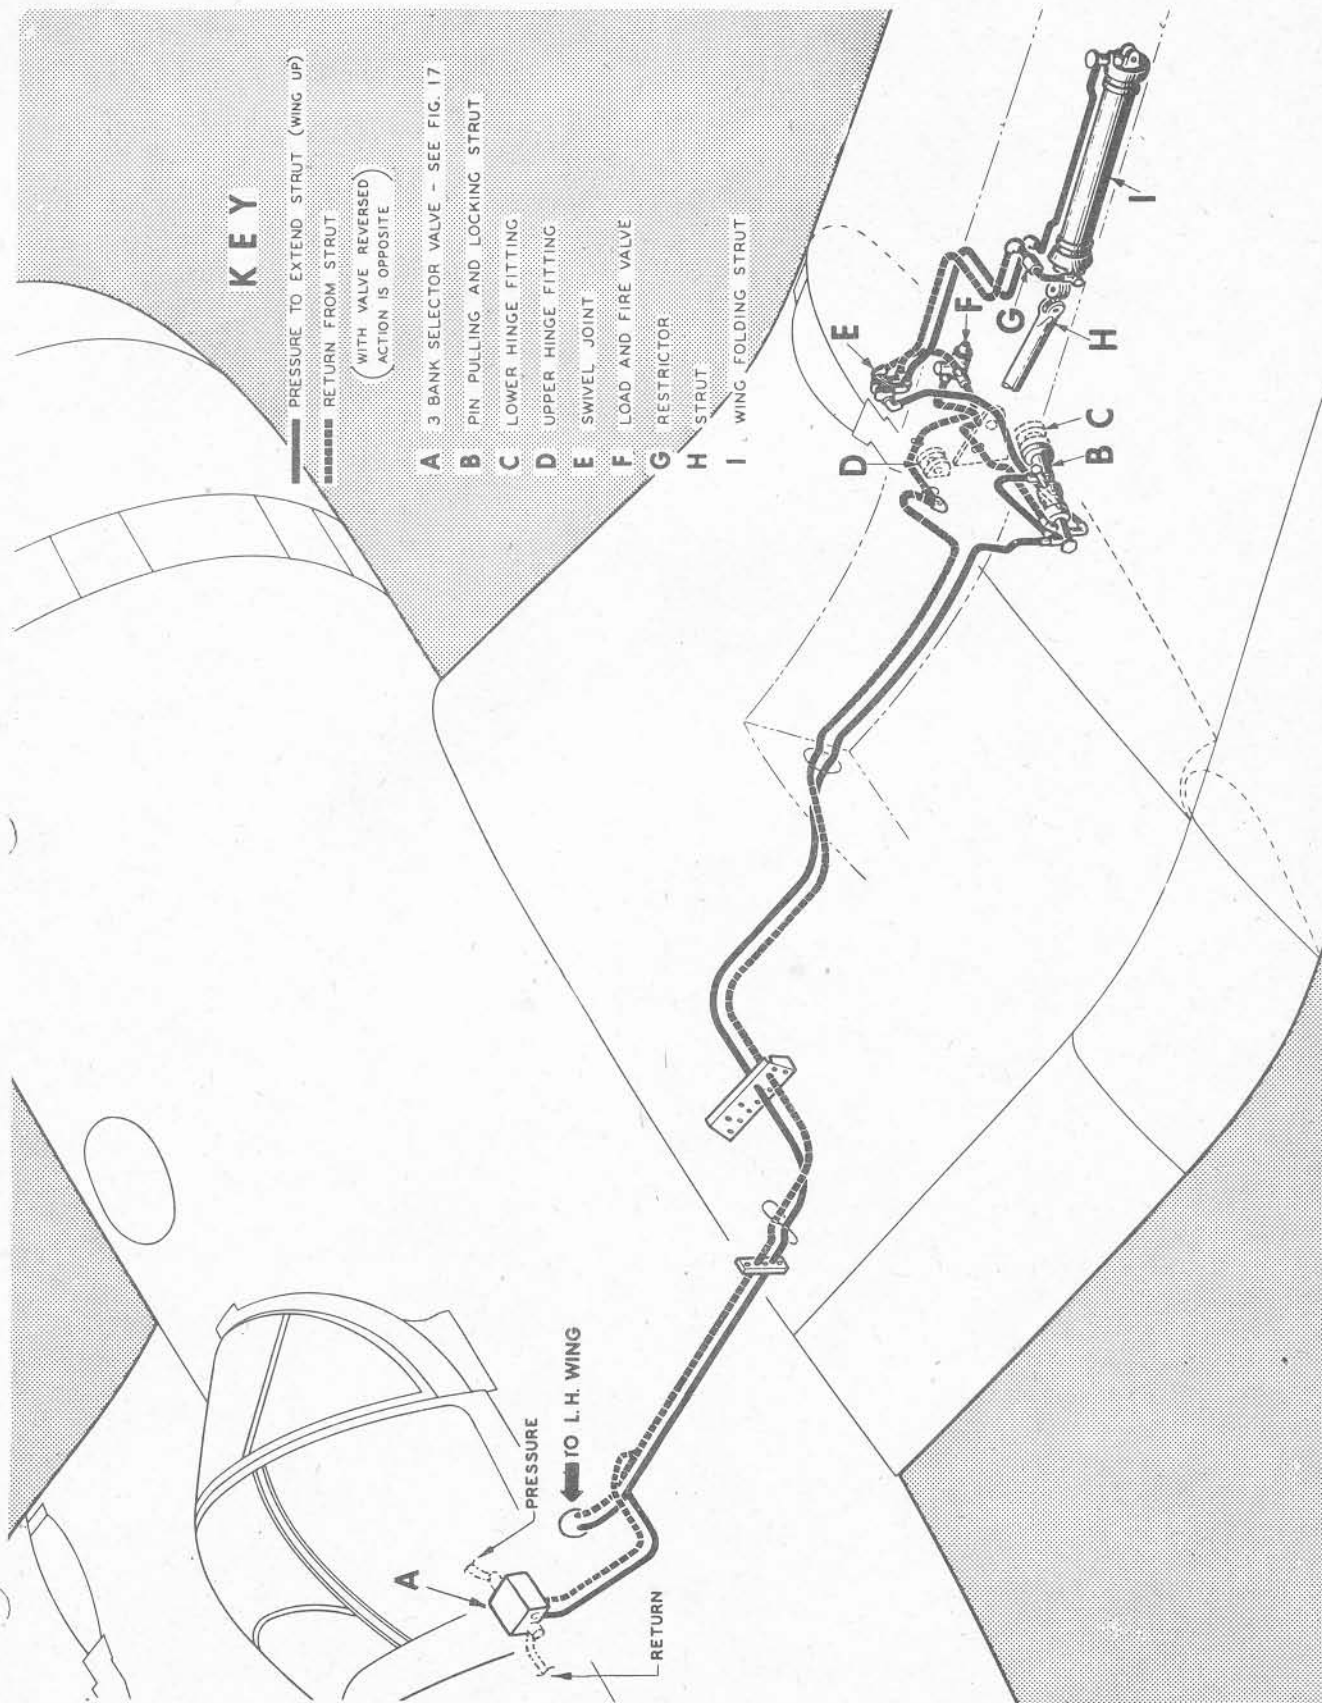 KEY
PRESSURE TO EXTEND STRUT (WING UP)
RETURN FROM STRUT
(WITH VALVE REVERSED
ACTION IS OPPOSITE)
A 3 BANK SELECTOR VALVE - SEE FIG. 17
B PIN PULLING AND LOCKING STRUT
C LOWER HINGE FITTING
D UPPER HINGE FITTING
E SWIVEL JOINT
F LOAD AND FIRE VALVE
G RESTRICTOR
H STRUT
I WING FOLDING STRUT
A
PRESSURE
RETURN
TO L.H. WING
D
E
F
G
H
I
B
C